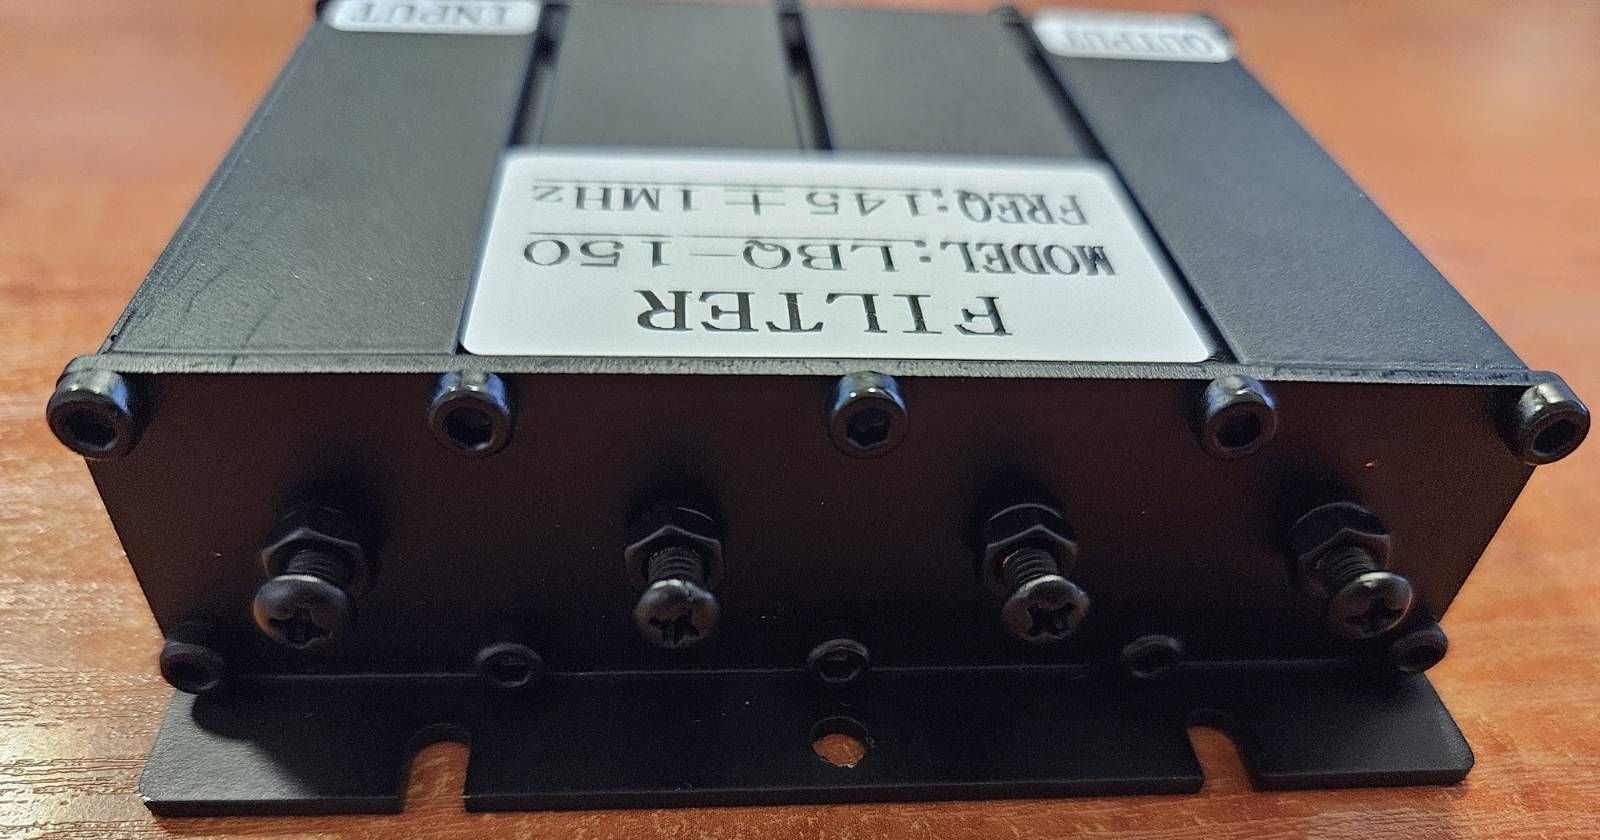 FILTER
MODEL:LBQ-150
FREQ:145±1MHz
INPUT
OUTPUT